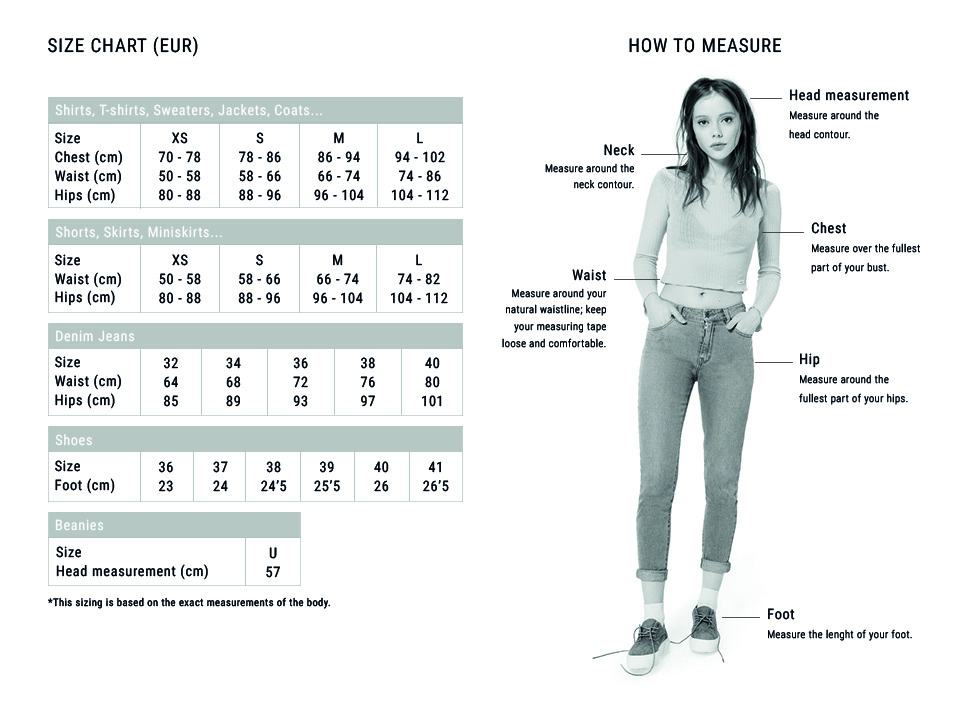 SIZE CHART (EUR)
Shirts, T-shirts, Sweaters, Jackets, Coats...
Size XS S M L
Chest (cm) 70 - 78 78 - 86 86 - 94 94 - 102
Waist (cm) 50 - 58 58 - 66 66 - 74 74 - 86
Hips (cm) 80 - 88 88 - 96 96 - 104 104 - 112
Shorts, Skirts, Miniskirts...
Size XS S M L
Waist (cm) 50 - 58 58 - 66 66 - 74 74 - 82
Hips (cm) 80 - 88 88 - 96 96 - 104 104 - 112
Denim Jeans
Size 32 34 36 38 40
Waist (cm) 64 68 72 76 80
Hips (cm) 85 89 93 97 101
Shoes
Size 36 37 38 39 40 41
Foot (cm) 23 24 24’5 25’5 26 26’5
Beanies
Size U
Head measurement (cm) 57
*This sizing is based on the exact measurements of the body.
HOW TO MEASURE
Head measurement
Measure around the
head contour.
Neck
Measure around the
neck contour.
Chest
Measure over the fullest
part of your bust.
Waist
Measure around your
natural waistline; keep
your measuring tape
loose and comfortable.
Hip
Measure around the
fullest part of your hips.
Foot
Measure the lenght of your foot.